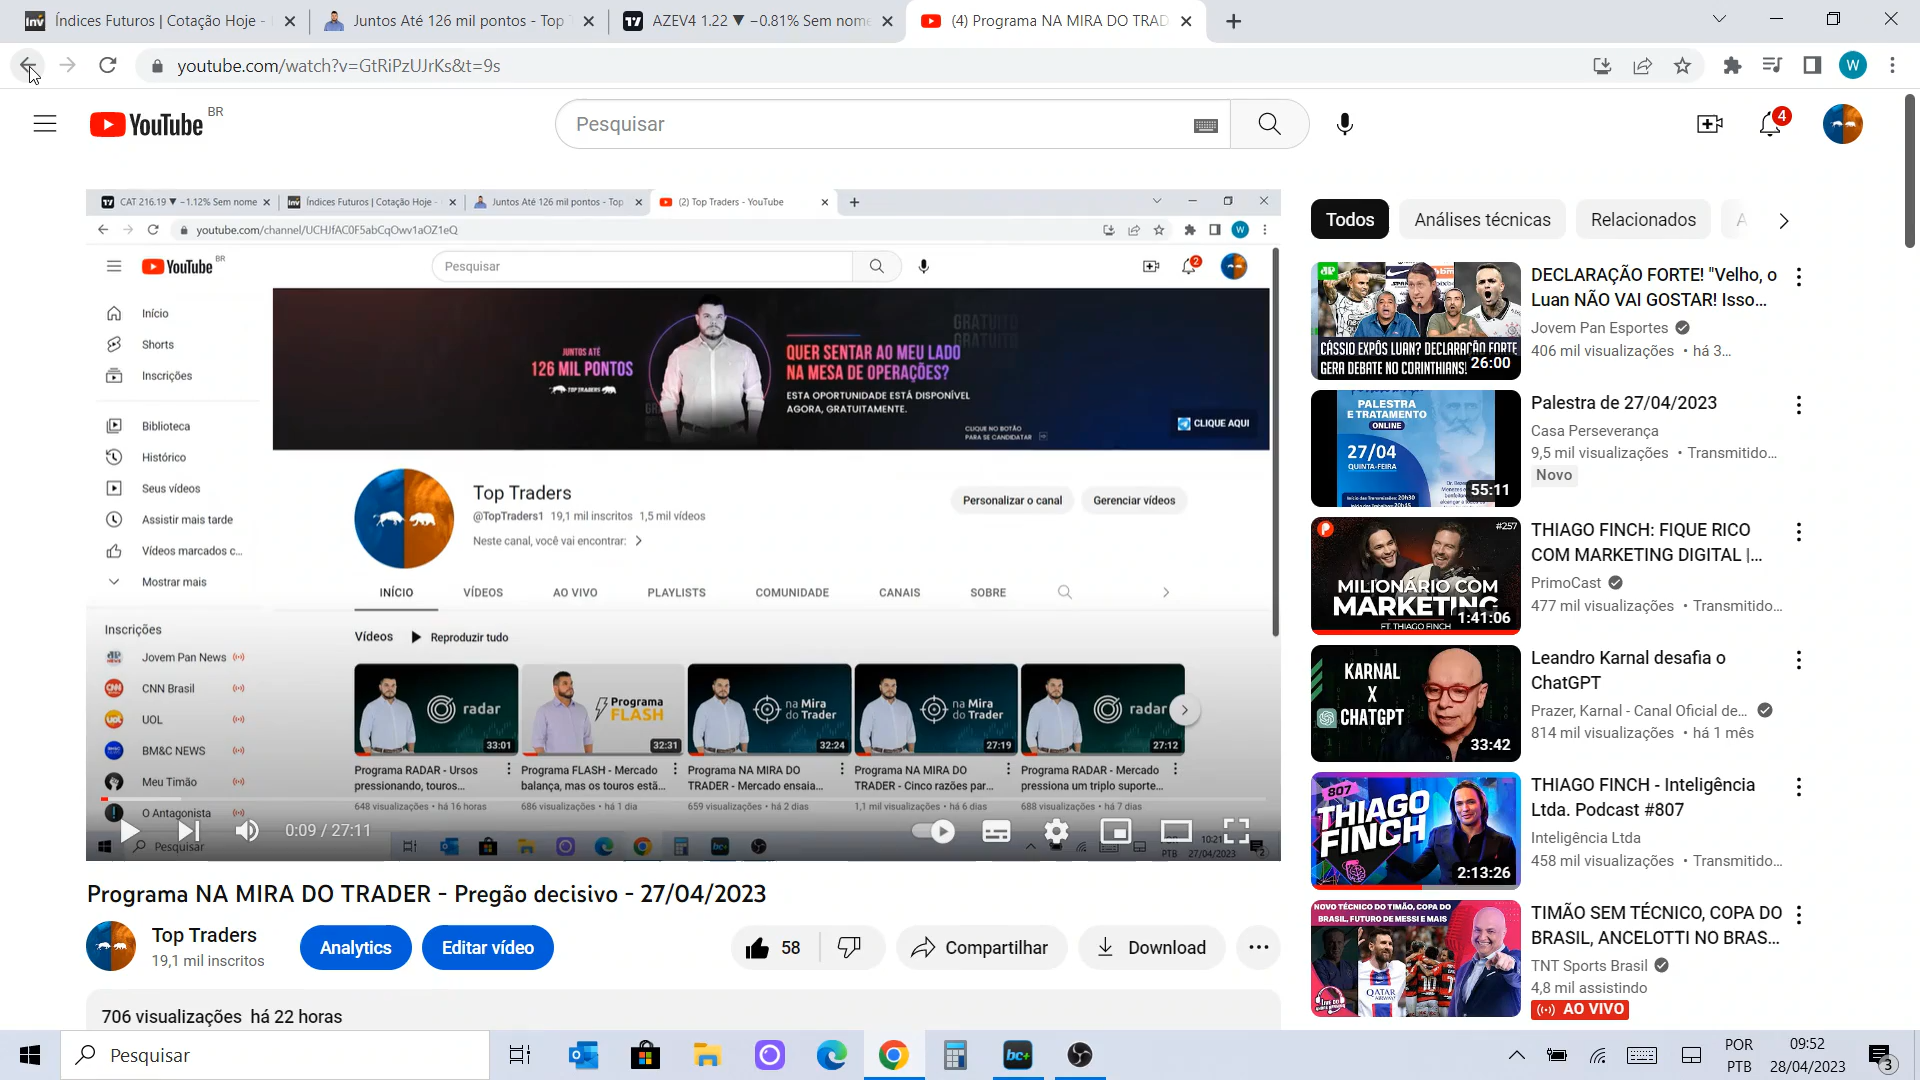 Índices Futuros | Cotação Hoje -
Juntos Até 126 mil pontos - Top T
AZEV4 1.22 ▼ −0.81% Sem nome
(4) Programa NA MIRA DO TRAD
youtube.com/watch?v=GtRiPzUJrKs&t=9s
W
YouTube BR
Pesquisar
4
CAT 216.19 ▼ −1.12% Sem nome
Índices Futuros | Cotação Hoje -
Juntos Até 126 mil pontos - Top
(2) Top Traders - YouTube
youtube.com/channel/UCHJfAC0F5abCqOwv1aOZ1eQ
W
YouTube BR
Pesquisar
2
Início
Shorts
Inscrições
Biblioteca
Histórico
Seus vídeos
Assistir mais tarde
Vídeos marcados c...
Mostrar mais
Inscrições
Jovem Pan News
CNN Brasil
UOL
BM&C NEWS
Meu Timão
O Antagonista
JUNTOS ATÉ
126 MIL PONTOS
TOP TRADERS
GRATUITO
GRATUITO
QUER SENTAR AO MEU LADO
NA MESA DE OPERAÇÕES?
ESTA OPORTUNIDADE ESTÁ DISPONÍVEL
AGORA, GRATUITAMENTE.
CLIQUE NO BOTÃO
PARA SE CANDIDATAR
CLIQUE AQUI
Top Traders
@TopTraders1 19,1 mil inscritos 1,5 mil vídeos
Neste canal, você vai encontrar:
Personalizar o canal
Gerenciar vídeos
INÍCIO
VÍDEOS
AO VIVO
PLAYLISTS
COMUNIDADE
CANAIS
SOBRE
Vídeos
Reproduzir tudo
radar
33:01
Programa RADAR - Ursos
pressionando, touros...
648 visualizações • há 16 horas
Programa
FLASH
32:31
Programa FLASH - Mercado
balança, mas os touros estã...
686 visualizações • há 1 dia
na Mira
do Trader
32:24
Programa NA MIRA DO
TRADER - Mercado ensaia...
659 visualizações • há 2 dias
na Mira
do Trader
27:19
Programa NA MIRA DO
TRADER - Cinco razões par...
1,1 mil visualizações • há 6 dias
radar
27:12
Programa RADAR - Mercado
pressiona um triplo suporte...
688 visualizações • há 7 dias
0:09 / 27:11
Pesquisar
bc+
10:21
PTB 27/04/2023
2
Programa NA MIRA DO TRADER - Pregão decisivo - 27/04/2023
Top Traders
19,1 mil inscritos
Analytics
Editar vídeo
58
Compartilhar
Download
706 visualizações há 22 horas
Todos
Análises técnicas
Relacionados
A
JP
CÁSSIO EXPÔS LUAN? DECLARAÇÃO FORTE
GERA DEBATE NO CORINTHIANS!
26:00
DECLARAÇÃO FORTE! "Velho, o
Luan NÃO VAI GOSTAR! Isso...
Jovem Pan Esportes
406 mil visualizações • há 3...
PALESTRA
E TRATAMENTO
ONLINE
27/04
QUINTA-FEIRA
55:11
Palestra de 27/04/2023
Casa Perseverança
9,5 mil visualizações • Transmitido...
Novo
#257
MILIONÁRIO COM
MARKETING
FT. THIAGO FINCH
1:41:06
THIAGO FINCH: FIQUE RICO
COM MARKETING DIGITAL |...
PrimoCast
477 mil visualizações • Transmitido...
KARNAL
X
CHATGPT
33:42
Leandro Karnal desafia o
ChatGPT
Prazer, Karnal - Canal Oficial de...
814 mil visualizações • há 1 mês
807
THIAGO
FINCH
2:13:26
THIAGO FINCH - Inteligência
Ltda. Podcast #807
Inteligência Ltda
458 mil visualizações • Transmitido...
NOVO TÉCNICO DO TIMÃO, COPA DO
BRASIL, FUTURO DE MESSI E MAIS
QATAR
AIRWAYS
TIMÃO SEM TÉCNICO, COPA DO
BRASIL, ANCELOTTI NO BRAS...
TNT Sports Brasil
4,8 mil assistindo
AO VIVO
Pesquisar
bc+
POR
PTB
09:52
28/04/2023
3